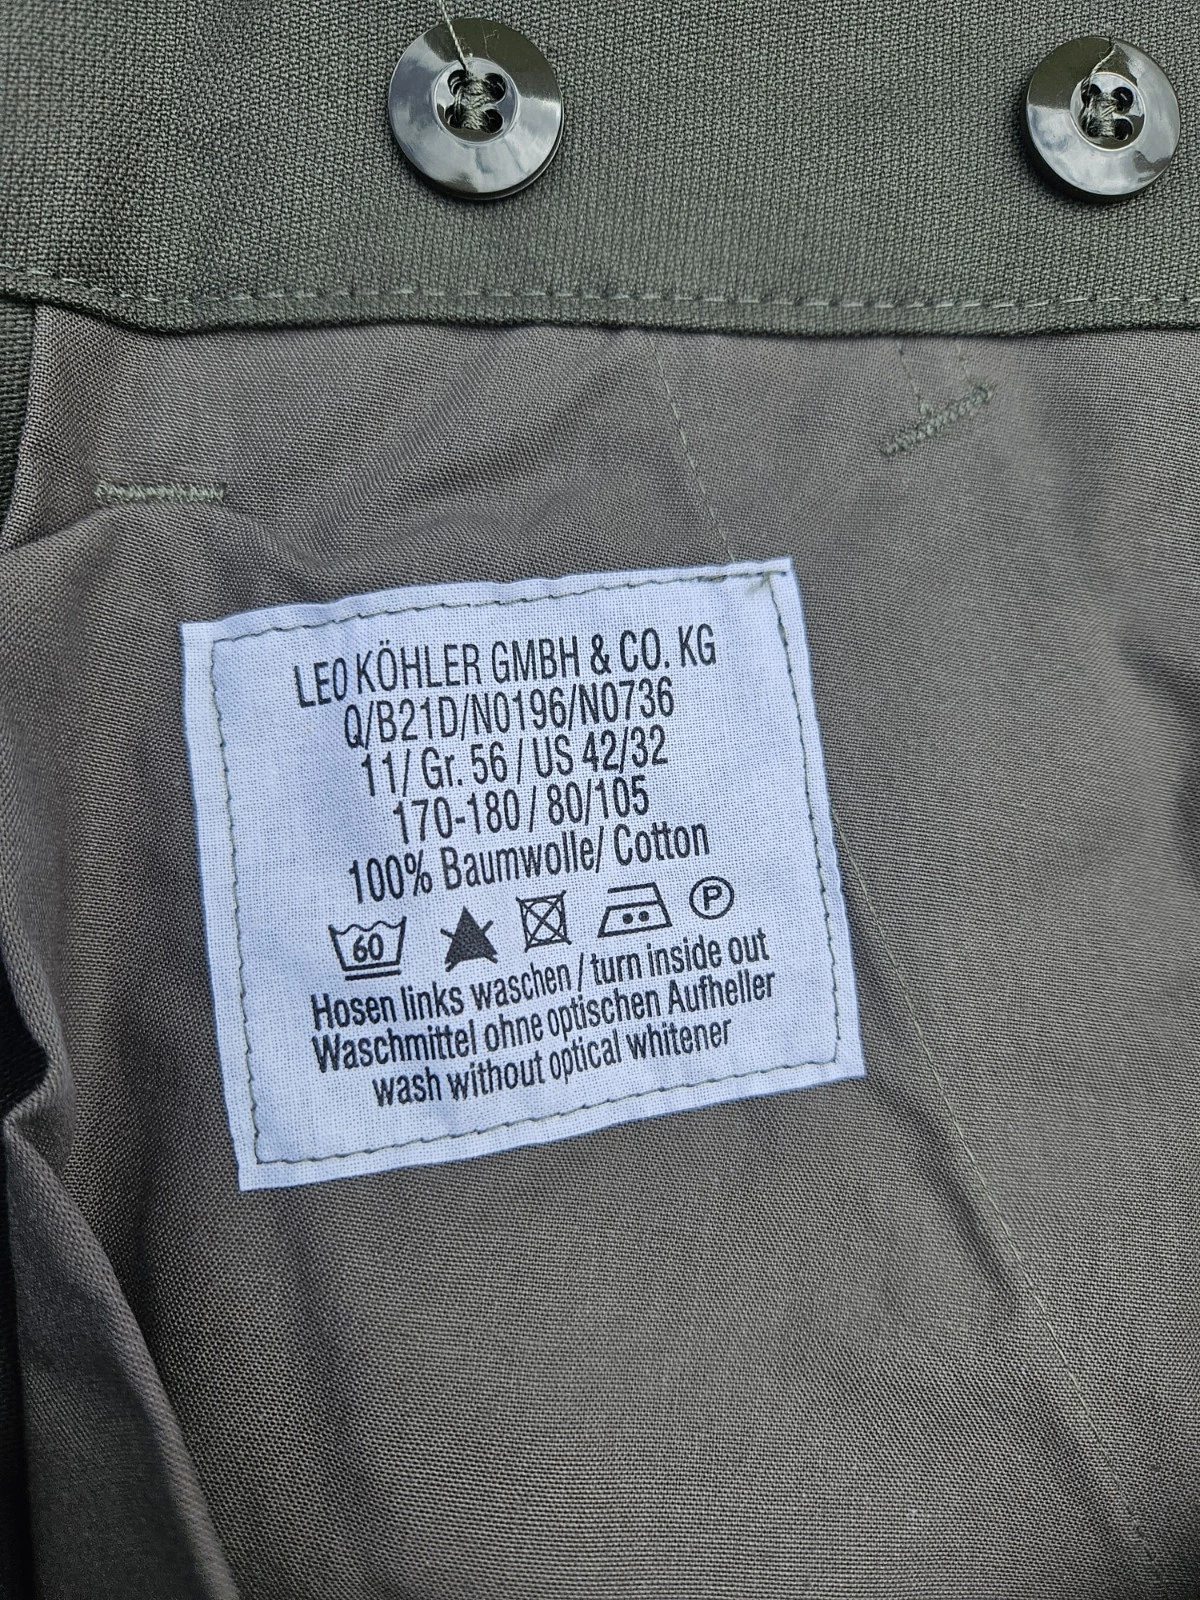 LEO KÖHLER GMBH & CO. KG
Q/B21D/N0196/N0736
11/ Gr. 56 / US 42/32
170-180 / 80/105
100% Baumwolle/ Cotton
60 P
Hosen links waschen / turn inside out
Waschmittel ohne optischen Aufheller
wash without optical whitener